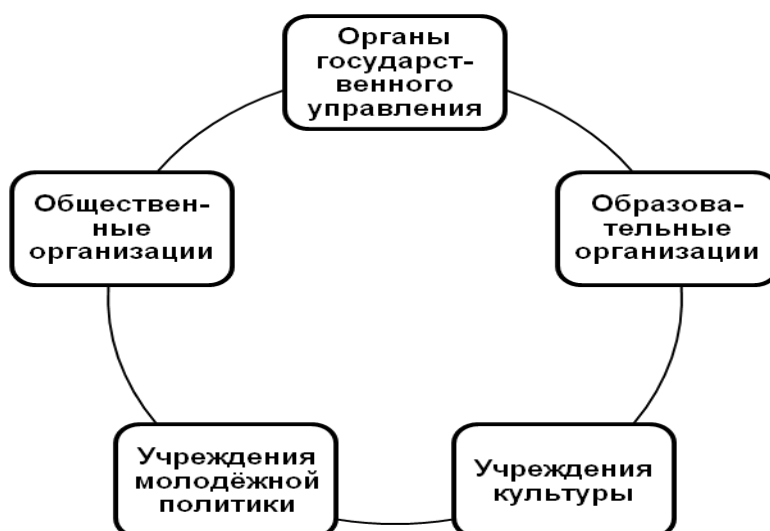 Органы
государст-
венного
управления
Обществен-
ные
организации
Образова-
тельные
организации
Учреждения
молодёжной
политики
Учреждения
культуры